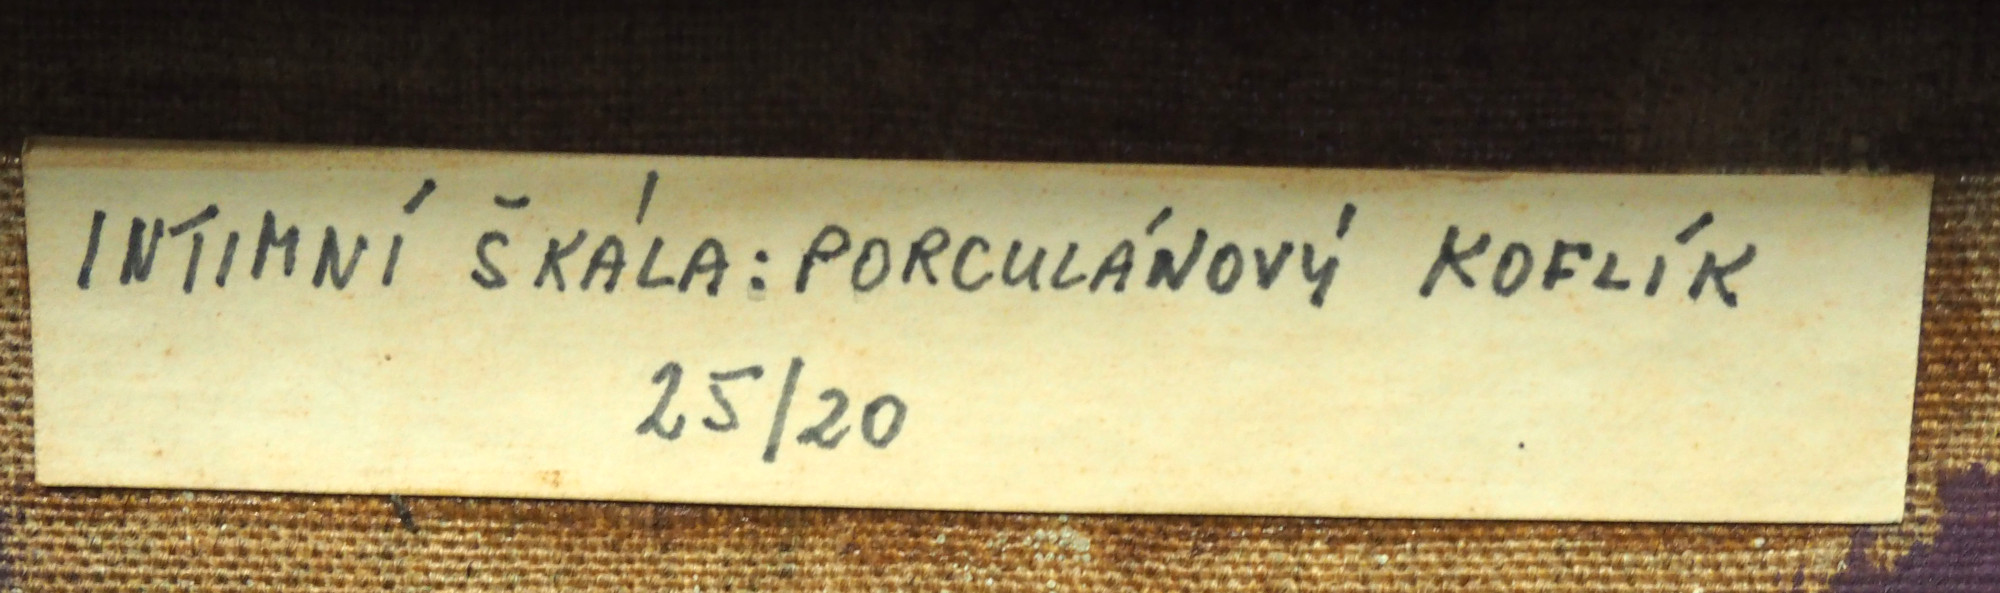 INTIMNÍ ŠKÁLA: PORCULÁNOVÝ KOFLÍK
25/20